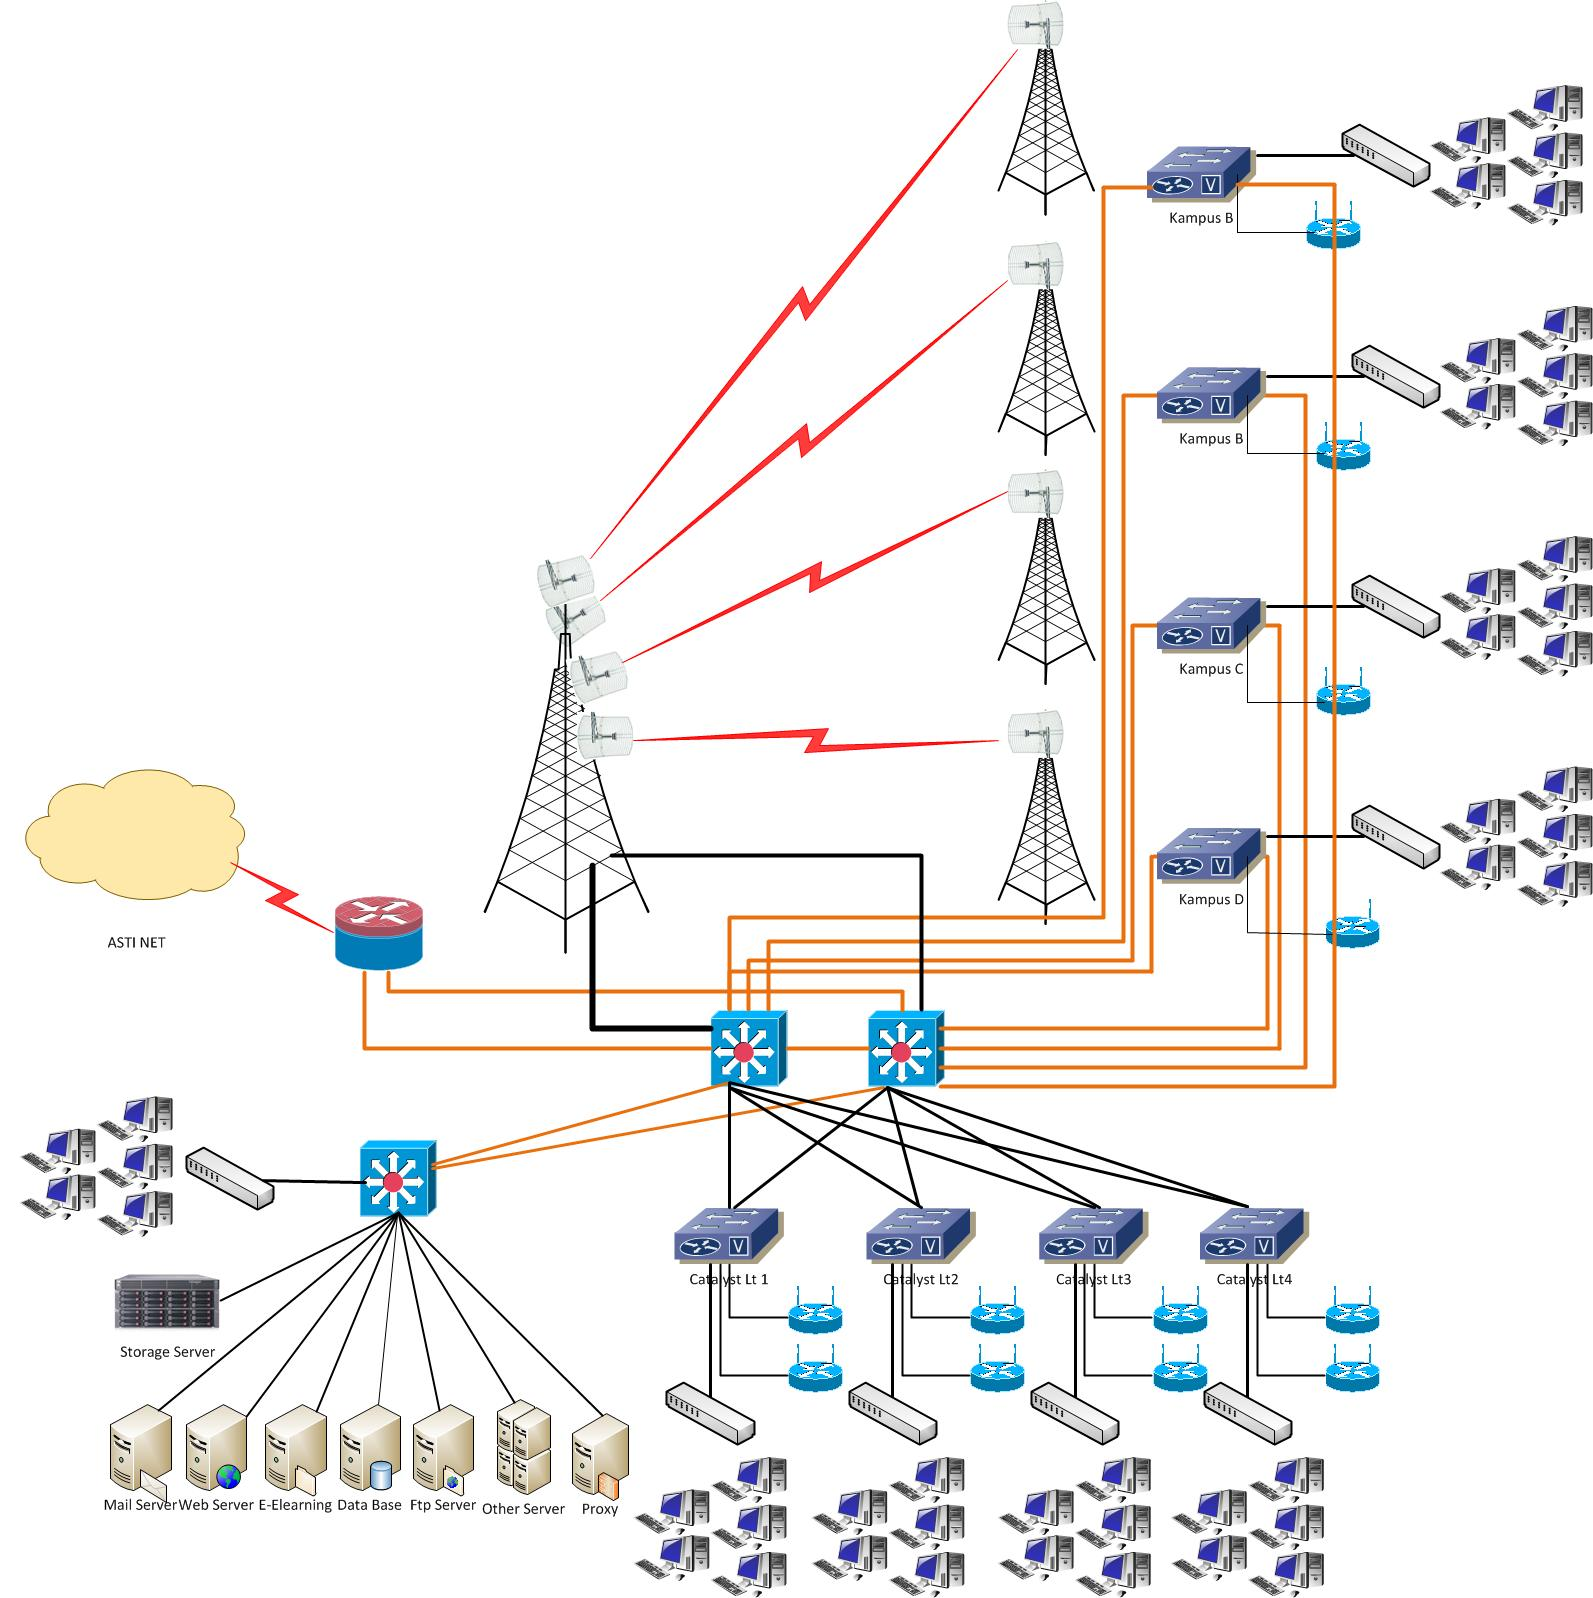 Kampus B
Kampus B
Kampus C
Kampus D
ASTI NET
Catalyst Lt 1
Catalyst Lt2
Catalyst Lt3
Catalyst Lt4
Storage Server
Mail Server
Web Server
E-Elearning
Data Base
Ftp Server
Other Server
Proxy
V
V
V
V
V
V
V
V